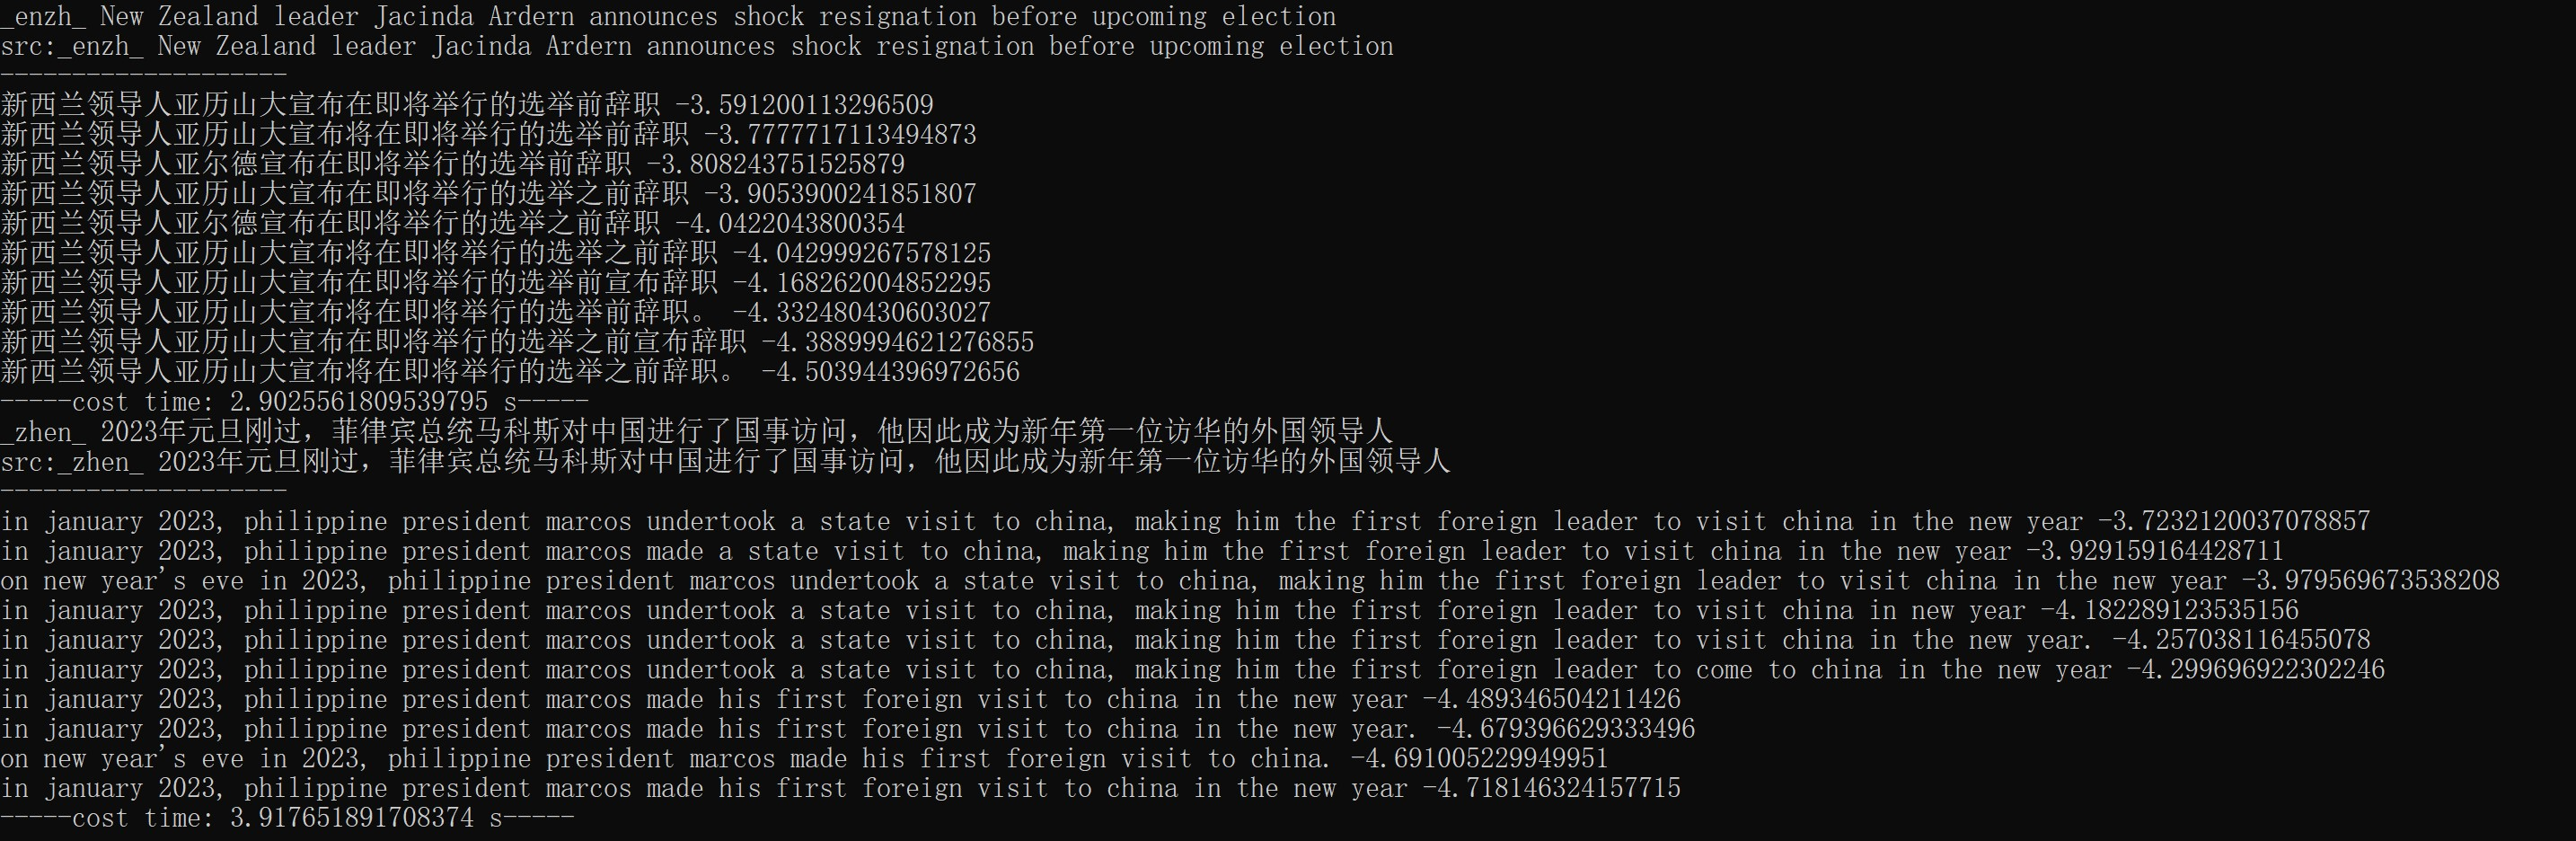 _enzh_ New Zealand leader Jacinda Ardern announces shock resignation before upcoming election
src:_enzh_ New Zealand leader Jacinda Ardern announces shock resignation before upcoming election
--------------------
新西兰领导人亚历山大宣布在即将举行的选举前辞职 -3.591200113296509
新西兰领导人亚历山大宣布将在即将举行的选举前辞职 -3.7777717113494873
新西兰领导人亚尔德宣布在即将举行的选举前辞职 -3.808243751525879
新西兰领导人亚历山大宣布在即将举行的选举之前辞职 -3.9053900241851807
新西兰领导人亚尔德宣布在即将举行的选举之前辞职 -4.0422043800354
新西兰领导人亚历山大宣布将在即将举行的选举之前辞职 -4.042999267578125
新西兰领导人亚历山大宣布在即将举行的选举前宣布辞职 -4.168262004852295
新西兰领导人亚历山大宣布将在即将举行的选举前辞职。 -4.332480430603027
新西兰领导人亚历山大宣布在即将举行的选举之前宣布辞职 -4.3889994621276855
新西兰领导人亚历山大宣布将在即将举行的选举之前辞职。 -4.503944396972656
-----cost time: 2.9025561809539795 s-----
_zhen_ 2023年元旦刚过，菲律宾总统马科斯对中国进行了国事访问，他因此成为新年第一位访华的外国领导人
src:_zhen_ 2023年元旦刚过，菲律宾总统马科斯对中国进行了国事访问，他因此成为新年第一位访华的外国领导人
--------------------
in january 2023, philippine president marcos undertook a state visit to china, making him the first foreign leader to visit china in the new year -3.7232120037078857
in january 2023, philippine president marcos made a state visit to china, making him the first foreign leader to visit china in the new year -3.929159164428711
on new year's eve in 2023, philippine president marcos undertook a state visit to china, making him the first foreign leader to visit china in the new year -3.979569673538208
in january 2023, philippine president marcos undertook a state visit to china, making him the first foreign leader to visit china in new year -4.182289123535156
in january 2023, philippine president marcos undertook a state visit to china, making him the first foreign leader to visit china in the new year. -4.257038116455078
in january 2023, philippine president marcos undertook a state visit to china, making him the first foreign leader to come to china in the new year -4.299696922302246
in january 2023, philippine president marcos made his first foreign visit to china in the new year -4.489346504211426
in january 2023, philippine president marcos made his first foreign visit to china in the new year. -4.679396629333496
on new year's eve in 2023, philippine president marcos made his first foreign visit to china. -4.691005229949951
in january 2023, philippine president marcos made his first foreign visit to china in the new year -4.718146324157715
-----cost time: 3.917651891708374 s-----